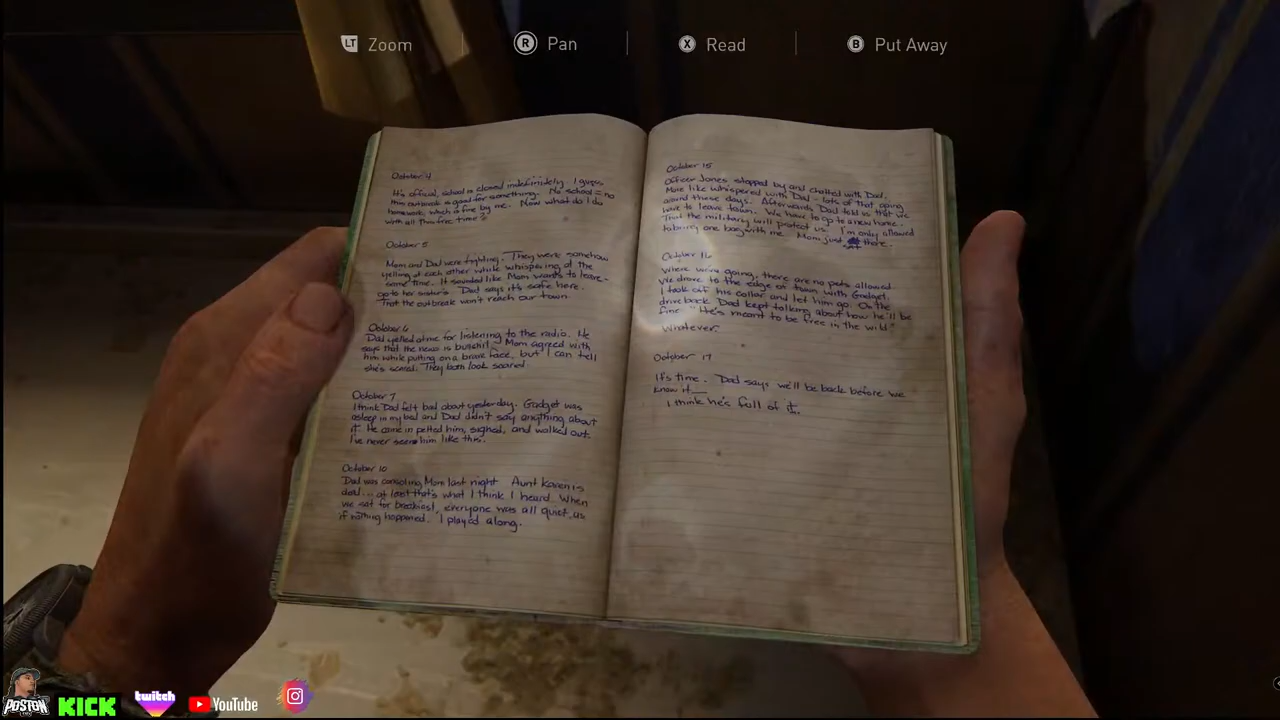 LT Zoom
R Pan
X Read
B Put Away
October 4
It's official, school is closed indefinitely. I guess
this outbreak is good for something. No school = no
homework, which is fine by me. Now what do I do
with all this free time?
October 5
Mom and Dad were fighting. They were somehow
yelling at each other while whispering at the
same time. It sounded like Mom wants to leave -
go to her sister's. Dad says it's safe here.
That the outbreak won't reach our town.
October 6
Dad yelled at me for listening to the radio. He
says that the news is bullshit. Mom agreed with
him while putting on a brave face, but I can tell
she's scared. They both look scared.
October 7
I think Dad felt bad about yesterday. Gadget was
asleep in my bed and Dad didn't say anything about
it. He came in petted him, sighed, and walked out.
I've never seen him like this.
October 10
Dad was consoling Mom last night. Aunt Karen is
dead... at least that's what I think I heard. When
we sat for breakfast, everyone was all quiet as
if nothing happened. I played along.
October 15
Officer Jones stopped by and chatted with Dad.
More like whispered with Dad - lots of that going
around these days. Afterwards Dad told us that we
have to leave town. We have to go to a new home.
That the military will protect us. I'm only allowed
to bring one bag with me. Mom just sat there.
October 16
Where we're going, there are no pets allowed.
We drove to the edge of town with Gadget.
I took off his collar and let him go. On the
drive back Dad kept talking about how he'll be
fine. "He's meant to be free in the wild"
Whatever.
October 17
It's time. Dad says we'll be back before we
know it
I think he's full of it.
POSTON
KICK
twitch
YouTube